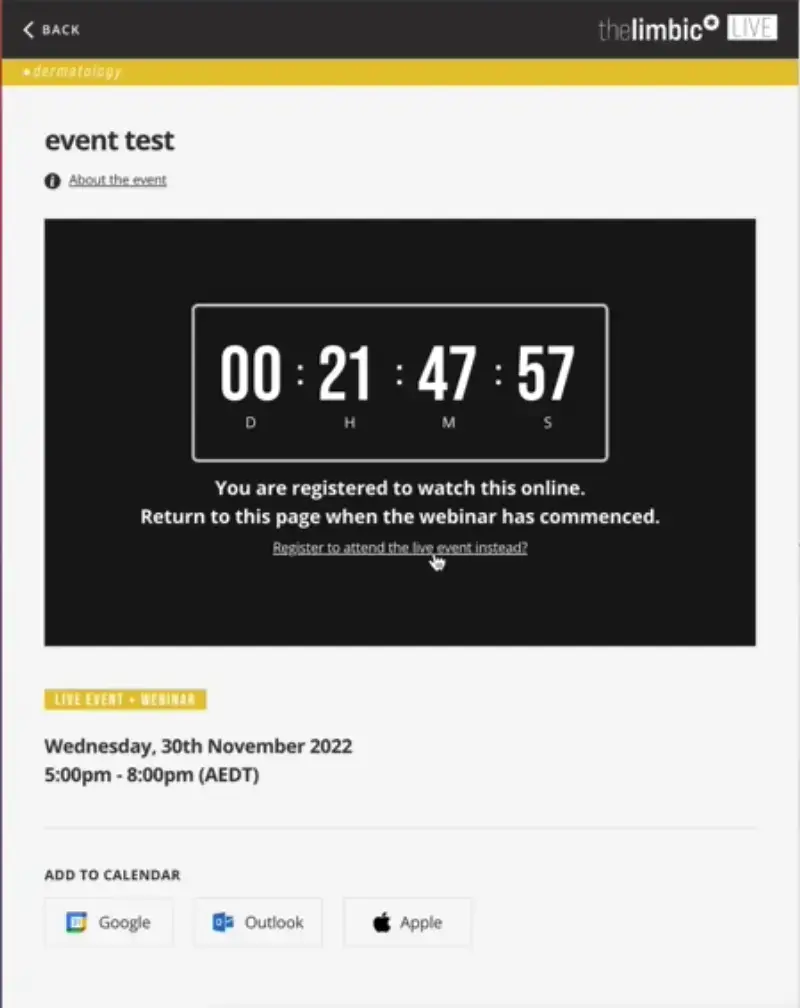 BACK
thelimbic LIVE
dermatology
event test
About the event
00 : 21 : 47 : 57
D H M S
You are registered to watch this online.
Return to this page when the webinar has commenced.
Register to attend the live event instead?
LIVE EVENT + WEBINAR
Wednesday, 30th November 2022
5:00pm - 8:00pm (AEDT)
ADD TO CALENDAR
Google Outlook Apple